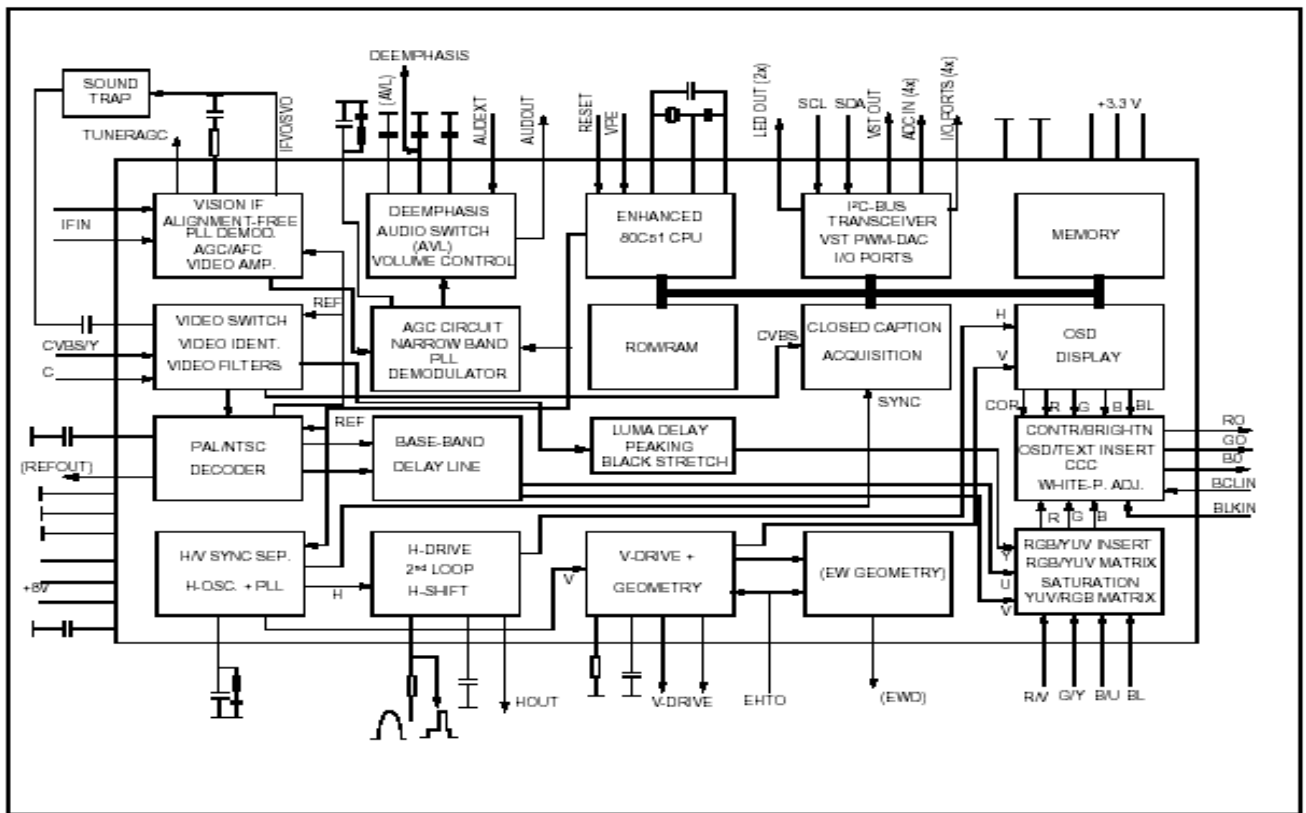 DEEMPHASIS
SOUND
TRAP
TUNERAGC
IFVO/SVO
(AVL)
AUDEXT
AUDOUT
RESET
VPE
LED OUT (2x)
SCL
SDA
VST OUT
ADC IN (4x)
I/O PORTS (4x)
+3.3 V
IFIN
VISION IF
ALIGNMENT-FREE
PLL DEMOD.
AGC/AFC
VIDEO AMP.
DEEMPHASIS
AUDIO SWITCH
(AVL)
VOLUME CONTROL
ENHANCED
80C51 CPU
I²C-BUS
TRANSCEIVER
VST PWM-DAC
I/O PORTS
MEMORY
REF
CVBS/Y
C
VIDEO SWITCH
VIDEO IDENT.
VIDEO FILTERS
AGC CIRCUIT
NARROW BAND
PLL
DEMODULATOR
ROM/RAM
CVBS
CLOSED CAPTION
ACQUISITION
H
V
OSD
DISPLAY
SYNC
COR
R
G
B
BL
REF
(REFOUT)
PAL/NTSC
DECODER
BASE-BAND
DELAY LINE
LUMA DELAY
PEAKING
BLACK STRETCH
CONTR/BRIGHTN
OSD/TEXT INSERT
CCC
WHITE-P. ADJ.
RO
GO
BO
BCLIN
BLKIN
R
G
B
+8V
H/V SYNC SEP.
H-OSC. + PLL
H
H-DRIVE
2nd LOOP
H-SHIFT
V
V-DRIVE +
GEOMETRY
(EW GEOMETRY)
Y
U
V
RGB/YUV INSERT
RGB/YUV MATRIX
SATURATION
YUV/RGB MATRIX
HOUT
V-DRIVE
EHTO
(EWD)
R/V
G/Y
B/U
BL